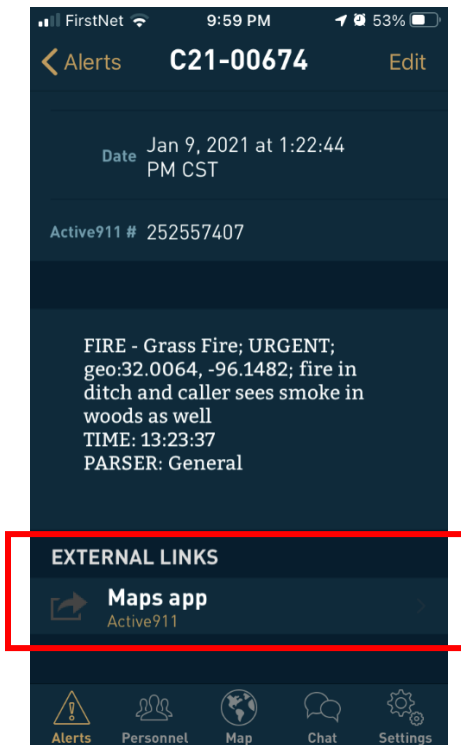 FirstNet 9:59 PM 53%
Alerts C21-00674 Edit
Date Jan 9, 2021 at 1:22:44
PM CST
Active911 # 252557407
FIRE - Grass Fire; URGENT;
geo:32.0064, -96.1482; fire in
ditch and caller sees smoke in
woods as well
TIME: 13:23:37
PARSER: General
EXTERNAL LINKS
Maps app
Active911
Alerts Personnel Map Chat Settings